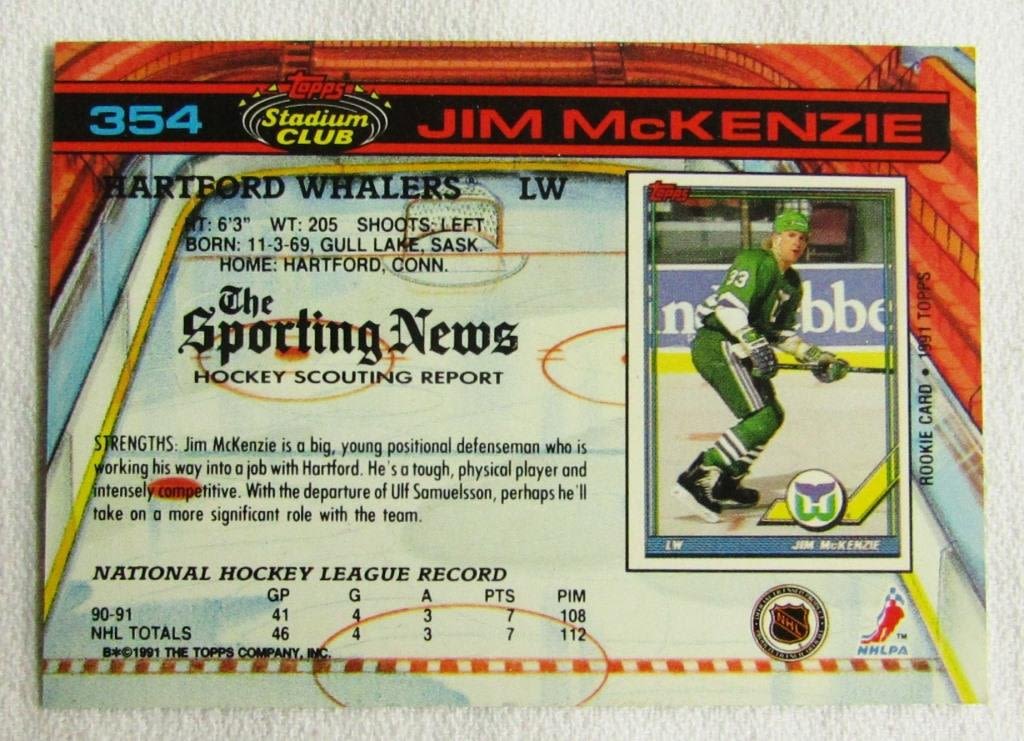 354
Topps
Stadium
CLUB
JIM McKENZIE
HARTFORD WHALERS® LW
HT: 6'3" WT: 205 SHOOTS: LEFT
BORN: 11-3-69, GULL LAKE, SASK.
HOME: HARTFORD, CONN.
The
Sporting News
HOCKEY SCOUTING REPORT
STRENGTHS: Jim McKenzie is a big, young positional defenseman who is
working his way into a job with Hartford. He's a tough, physical player and
intensely competitive. With the departure of Ulf Samuelsson, perhaps he'll
take on a more significant role with the team.
NATIONAL HOCKEY LEAGUE RECORD
GP G A PTS PIM
90-91 41 4 3 7 108
NHL TOTALS 46 4 3 7 112
B*©1991 THE TOPPS COMPANY, INC.
Topps
33
bbe
LW JIM McKENZIE
ROOKIE CARD • 1991 TOPPS
NHL
TM
NHLPA